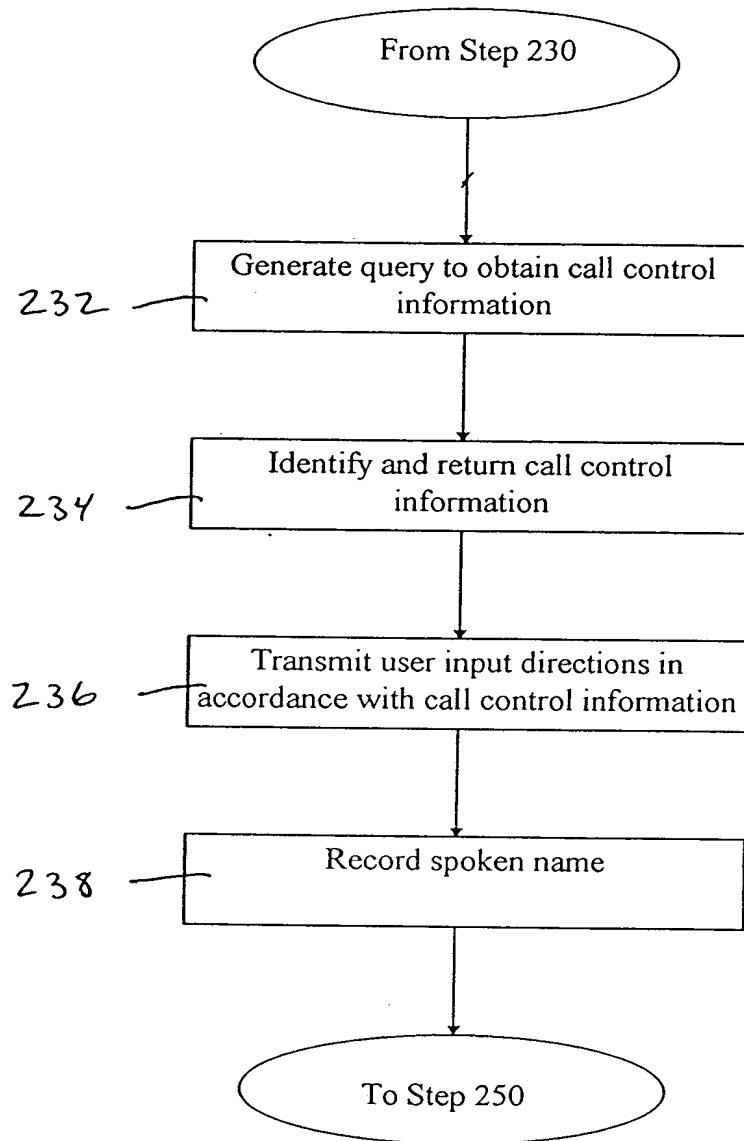 From Step 230
Generate query to obtain call control
information
232
Identify and return call control
information
234
Transmit user input directions in
accordance with call control information
236
Record spoken name
238
To Step 250